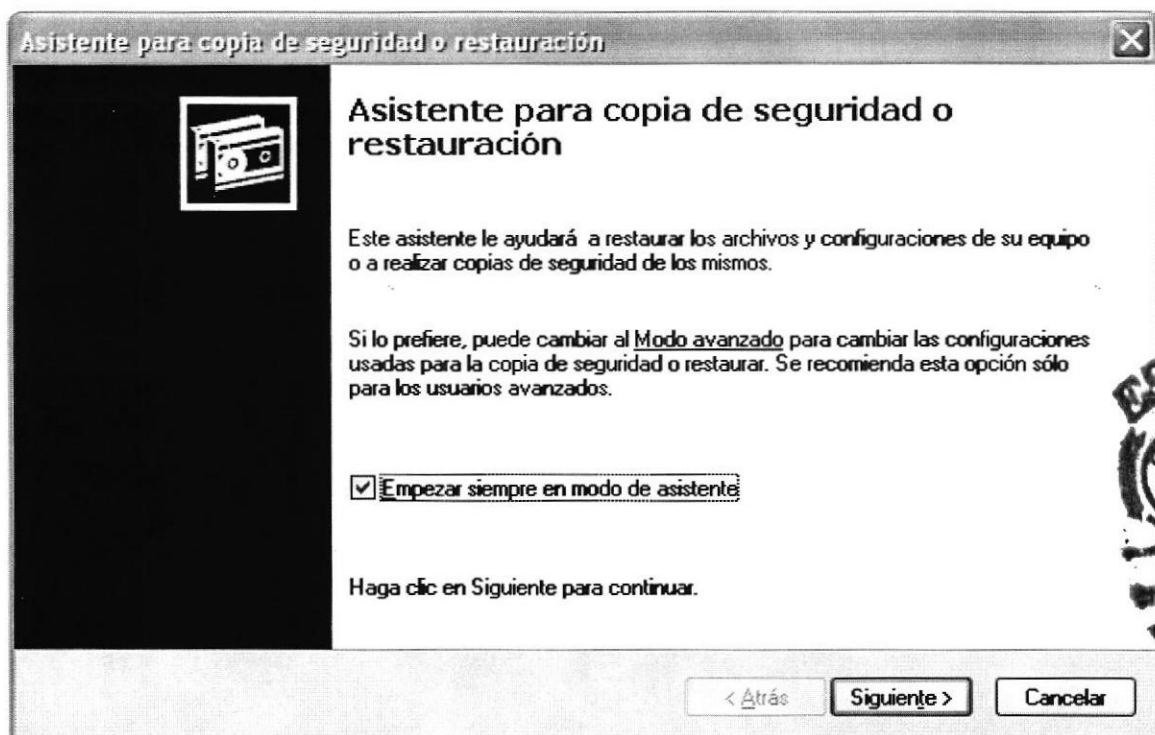 Asistente para copia de seguridad o restauración
Asistente para copia de seguridad o
restauración
Este asistente le ayudará a restaurar los archivos y configuraciones de su equipo
o a realizar copias de seguridad de los mismos.
Si lo prefiere, puede cambiar al Modo avanzado para cambiar las configuraciones
usadas para la copia de seguridad o restaurar. Se recomienda esta opción sólo
para los usuarios avanzados.
Empezar siempre en modo de asistente
Haga clic en Siguiente para continuar.
< Atrás
Siguiente >
Cancelar